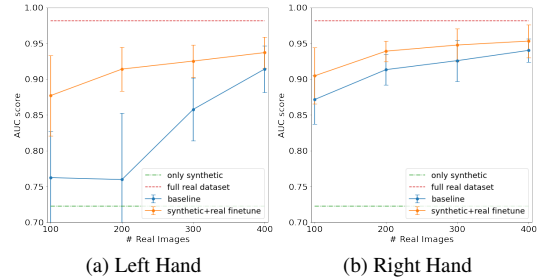 1.00
0.95
0.90
0.85
0.80
0.75
0.70
AUC score
100
200
300
400
# Real Images
only synthetic
full real dataset
baseline
synthetic+real finetune
(a) Left Hand
1.00
0.95
0.90
0.85
0.80
0.75
0.70
AUC score
100
200
300
400
# Real Images
only synthetic
full real dataset
baseline
synthetic+real finetune
(b) Right Hand